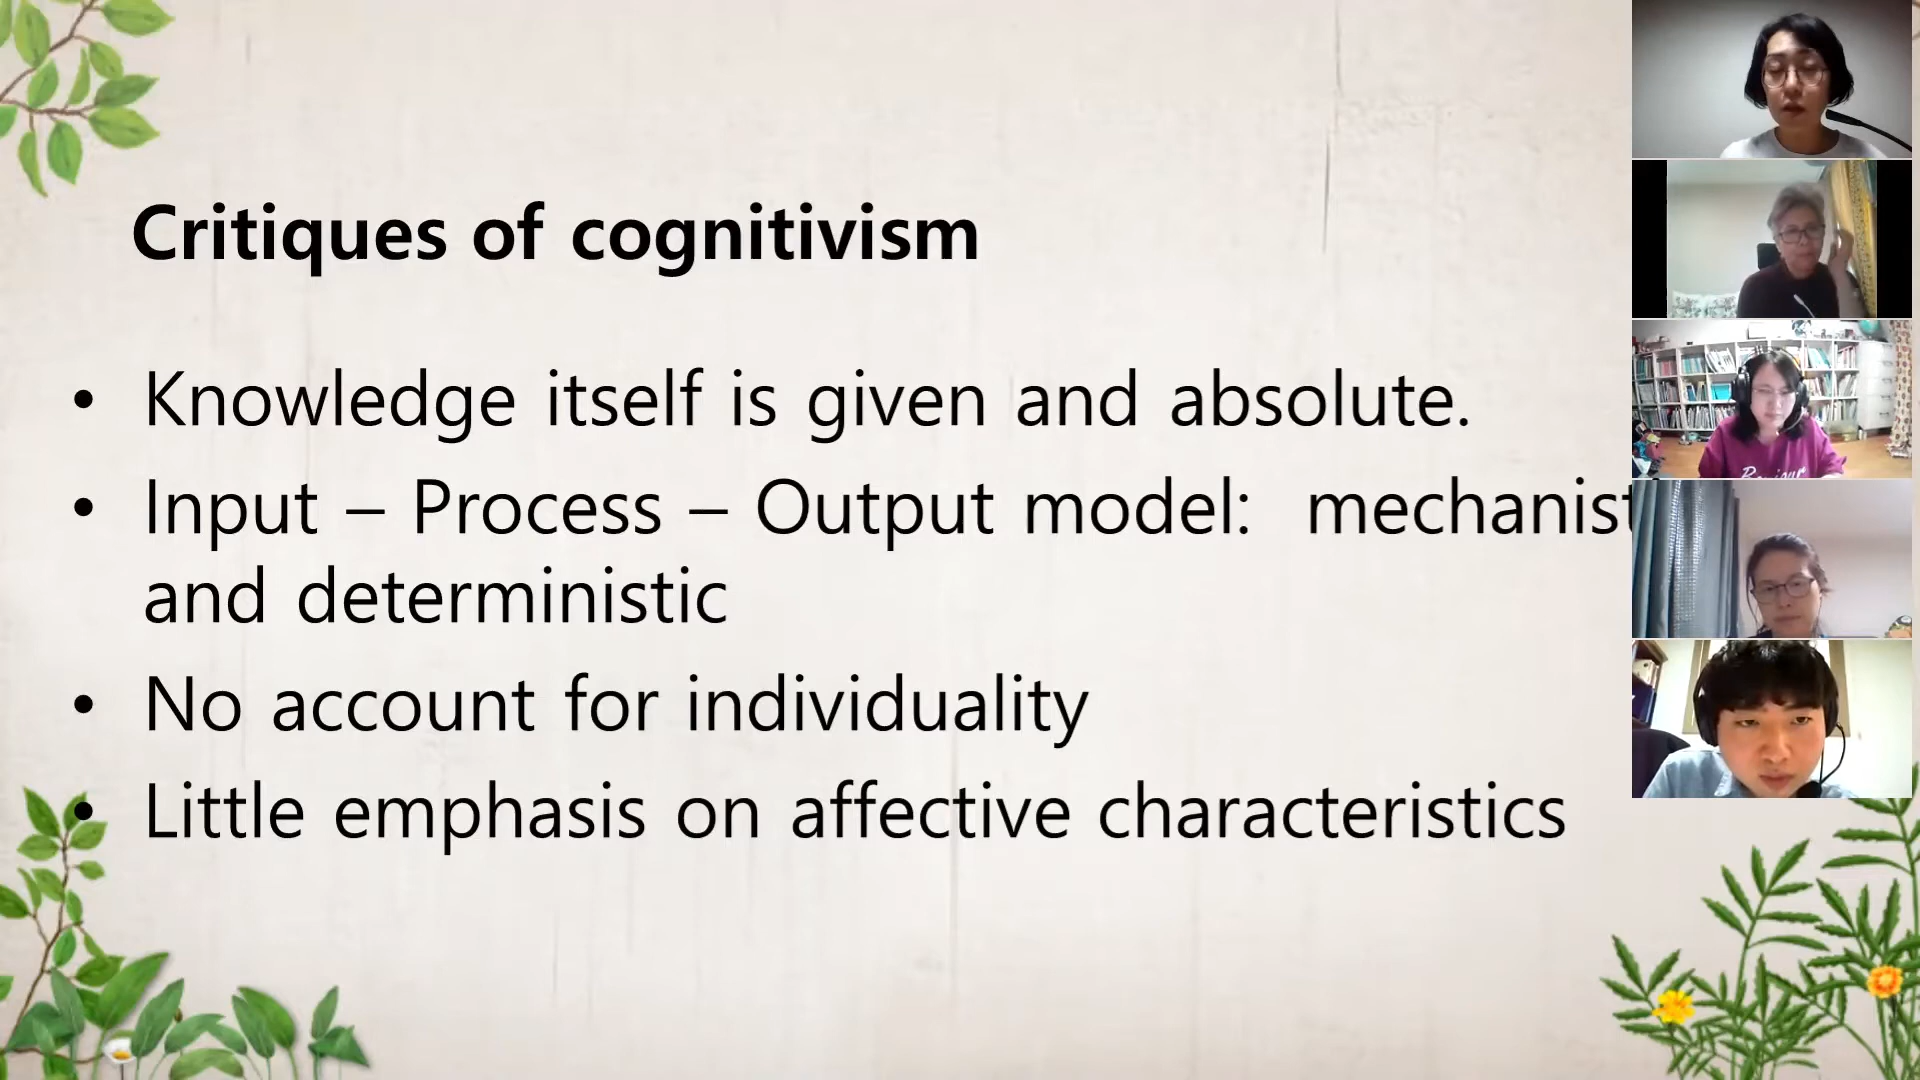 Critiques of cognitivism
• Knowledge itself is given and absolute.
• Input – Process – Output model: mechanist
and deterministic
• No account for individuality
• Little emphasis on affective characteristics